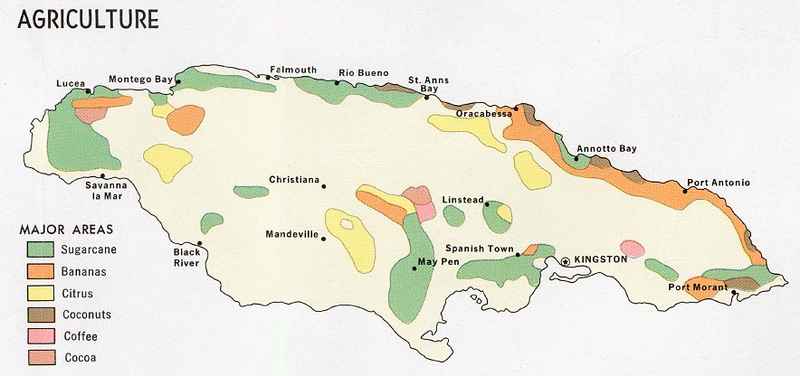 AGRICULTURE
Lucea
Montego Bay
Falmouth
Rio Bueno
St. Anns
Bay
Oracabessa
Annotto Bay
Port Antonio
Savanna
la Mar
Christiana
Linstead
Mandeville
Black
River
Spanish Town
May Pen
KINGSTON
Port Morant
MAJOR AREAS
Sugarcane
Bananas
Citrus
Coconuts
Coffee
Cocoa